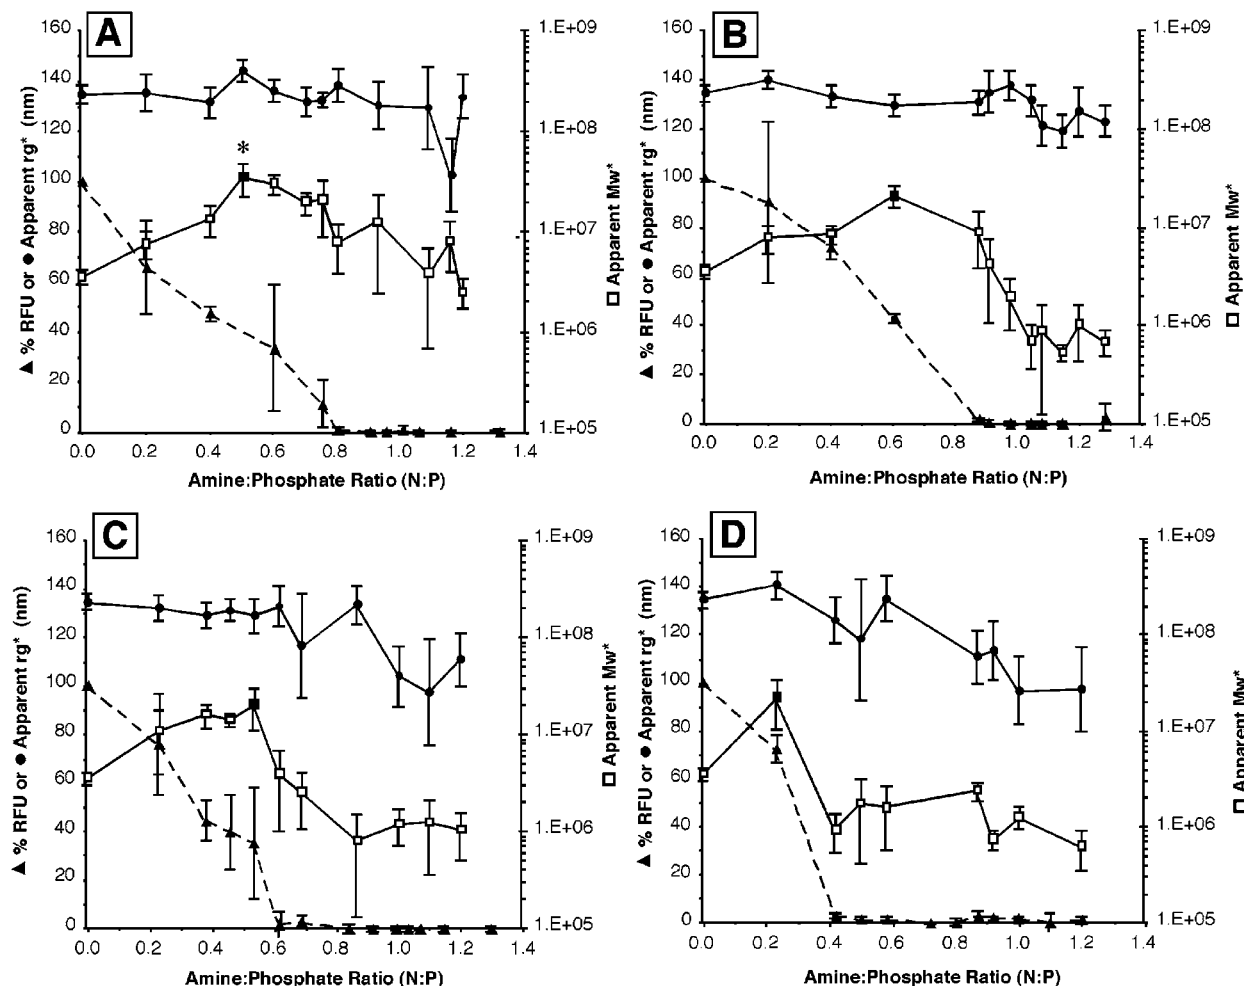 A
160
140
120
100
80
60
40
20
0
▲ % RFU or ● Apparent rg* (nm)
*
1.E+09
1.E+08
1.E+07
1.E+06
1.E+05
□ Apparent Mw*
0.0 0.2 0.4 0.6 0.8 1.0 1.2 1.4
Amine:Phosphate Ratio (N:P)
B
160
140
120
100
80
60
40
20
0
▲ % RFU or ● Apparent rg* (nm)
1.E+09
1.E+08
1.E+07
1.E+06
1.E+05
□ Apparent Mw*
0.0 0.2 0.4 0.6 0.8 1.0 1.2 1.4
Amine:Phosphate Ratio (N:P)
C
160
140
120
100
80
60
40
20
0
▲ % RFU or ● Apparent rg* (nm)
1.E+09
1.E+08
1.E+07
1.E+06
1.E+05
□ Apparent Mw*
0.0 0.2 0.4 0.6 0.8 1.0 1.2 1.4
Amine:Phosphate Ratio (N:P)
D
160
140
120
100
80
60
40
20
0
▲ % RFU or ● Apparent rg* (nm)
1.E+09
1.E+08
1.E+07
1.E+06
1.E+05
□ Apparent Mw*
0.0 0.2 0.4 0.6 0.8 1.0 1.2 1.4
Amine:Phosphate Ratio (N:P)